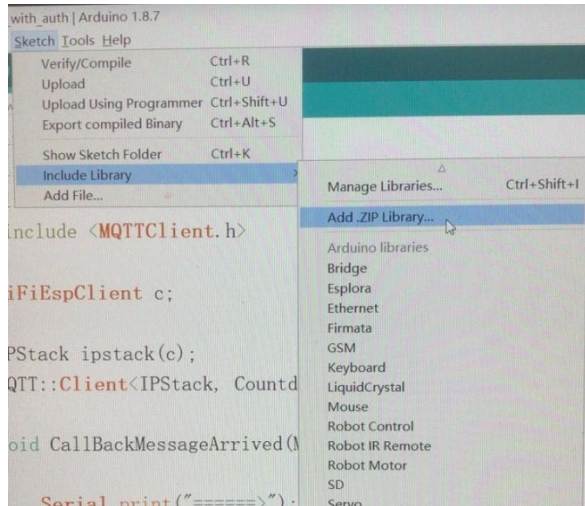 with_auth | Arduino 1.8.7
Sketch Tools Help
Verify/Compile Ctrl+R
Upload Ctrl+U
Upload Using Programmer Ctrl+Shift+U
Export compiled Binary Ctrl+Alt+S
Show Sketch Folder Ctrl+K
Include Library
Add File...
Manage Libraries... Ctrl+Shift+I
Add .ZIP Library...
Arduino libraries
Bridge
Esplora
Ethernet
Firmata
GSM
Keyboard
LiquidCrystal
Mouse
Robot Control
Robot IR Remote
Robot Motor
SD
Servo
include <MQTTClient.h>
iFiEspClient c;
PStack ipstack(c);
QTT::Client<IPStack, Countd
oid CallBackMessageArrived(M
Serial.print("======>");